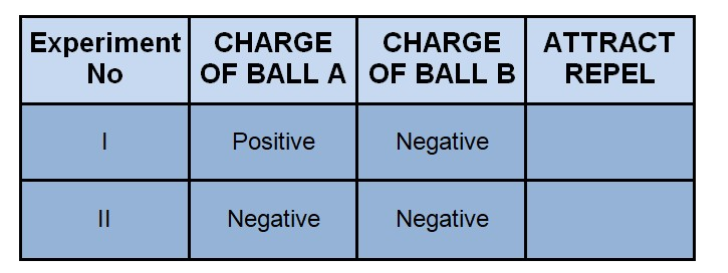 Experiment No CHARGE OF BALL A CHARGE OF BALL B ATTRACT REPEL
I Positive Negative
II Negative Negative